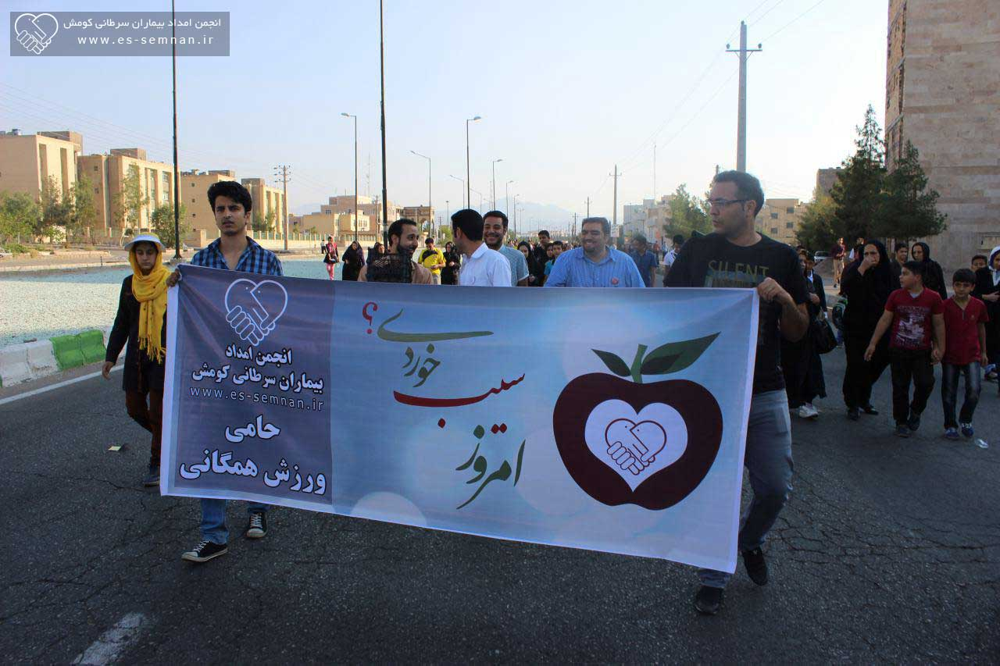 انجمن امداد بیماران سرطانی کومش
www.es-semnan.ir
انجمن امداد
بیماران سرطانی کومش
www.es-semnan.ir
حامی
ورزش همگانی
امروز
سیب
خوردی
؟
SILENT